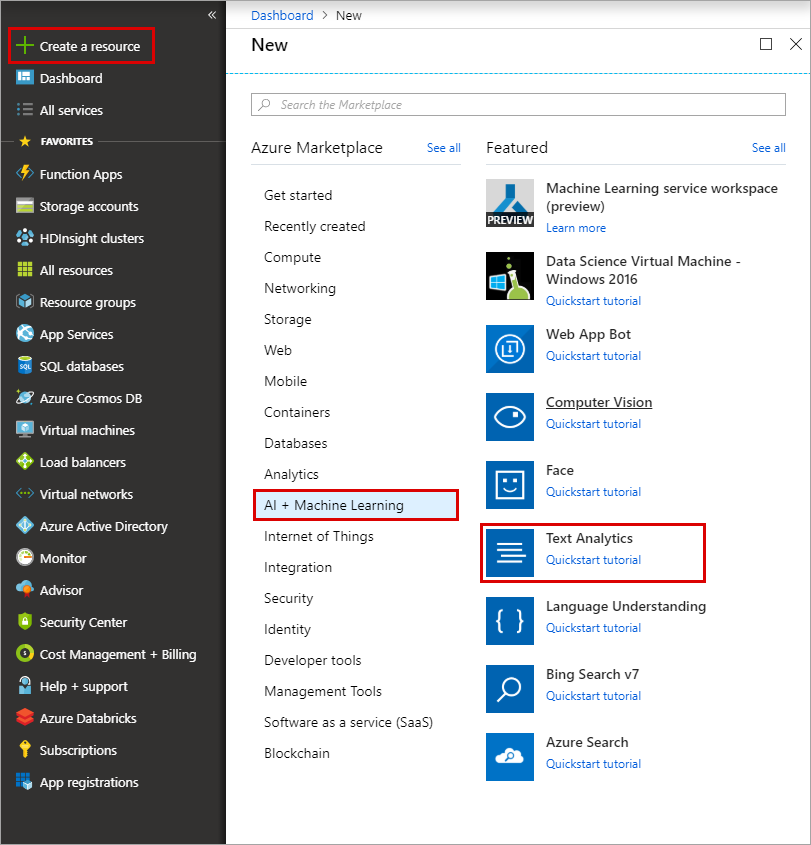 «
Create a resource
Dashboard
All services
FAVORITES
Function Apps
Storage accounts
HDInsight clusters
All resources
Resource groups
App Services
SQL
SQL databases
Azure Cosmos DB
Virtual machines
Load balancers
Virtual networks
Azure Active Directory
Monitor
Advisor
Security Center
Cost Management + Billing
Help + support
Azure Databricks
Subscriptions
App registrations
Dashboard > New
New
Search the Marketplace
Azure Marketplace See all
Get started
Recently created
Compute
Networking
Storage
Web
Mobile
Containers
Databases
Analytics
AI + Machine Learning
Internet of Things
Integration
Security
Identity
Developer tools
Management Tools
Software as a service (SaaS)
Blockchain
Featured See all
PREVIEW
Machine Learning service workspace
(preview)
Learn more
Data Science Virtual Machine -
Windows 2016
Quickstart tutorial
Web App Bot
Quickstart tutorial
Computer Vision
Quickstart tutorial
Face
Quickstart tutorial
Text Analytics
Quickstart tutorial
{ }
Language Understanding
Quickstart tutorial
Bing Search v7
Quickstart tutorial
Azure Search
Quickstart tutorial